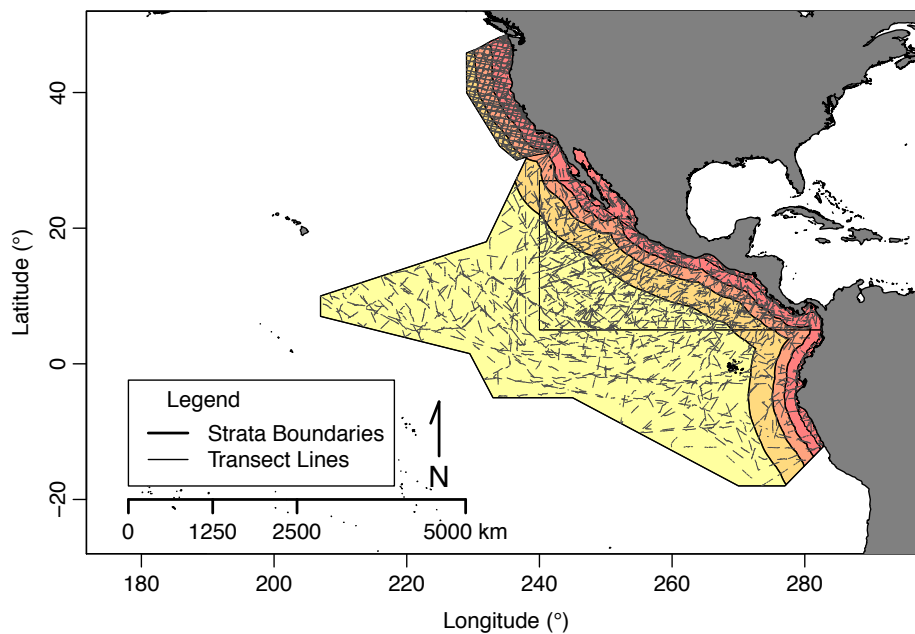 Latitude (°)
40
20
0
−20
Legend
Strata Boundaries
Transect Lines
N
0 1250 2500 5000 km
180 200 220 240 260 280
Longitude (°)